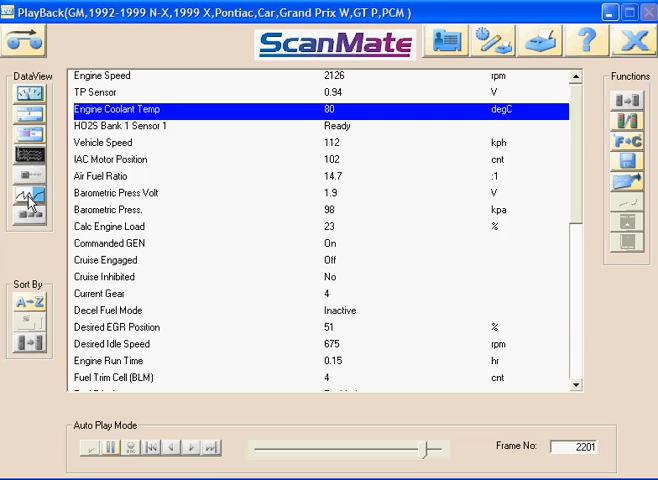 PlayBack(GM,1992-1999 N-X,1999 X,Pontiac,Car,Grand Prix W,GT P,PCM )
ScanMate
DataView
Functions
Engine Speed 2126 rpm
TP Sensor 0.94 V
Engine Coolant Temp 80 degC
HO2S Bank 1 Sensor 1 Ready
Vehicle Speed 112 kph
IAC Motor Position 102 cnt
Air Fuel Ratio 14.7 :1
Barometric Press Volt 1.9 V
Barometric Press. 98 kpa
Calc Engine Load 23 %
Commanded GEN On
Cruise Engaged Off
Cruise Inhibited No
Current Gear 4
Decel Fuel Mode Inactive
Desired EGR Position 51 %
Desired Idle Speed 675 rpm
Engine Run Time 0.15 hr
Fuel Trim Cell (BLM) 4 cnt
F↔C
Sort By
A→Z
Auto Play Mode
Frame No: 2201